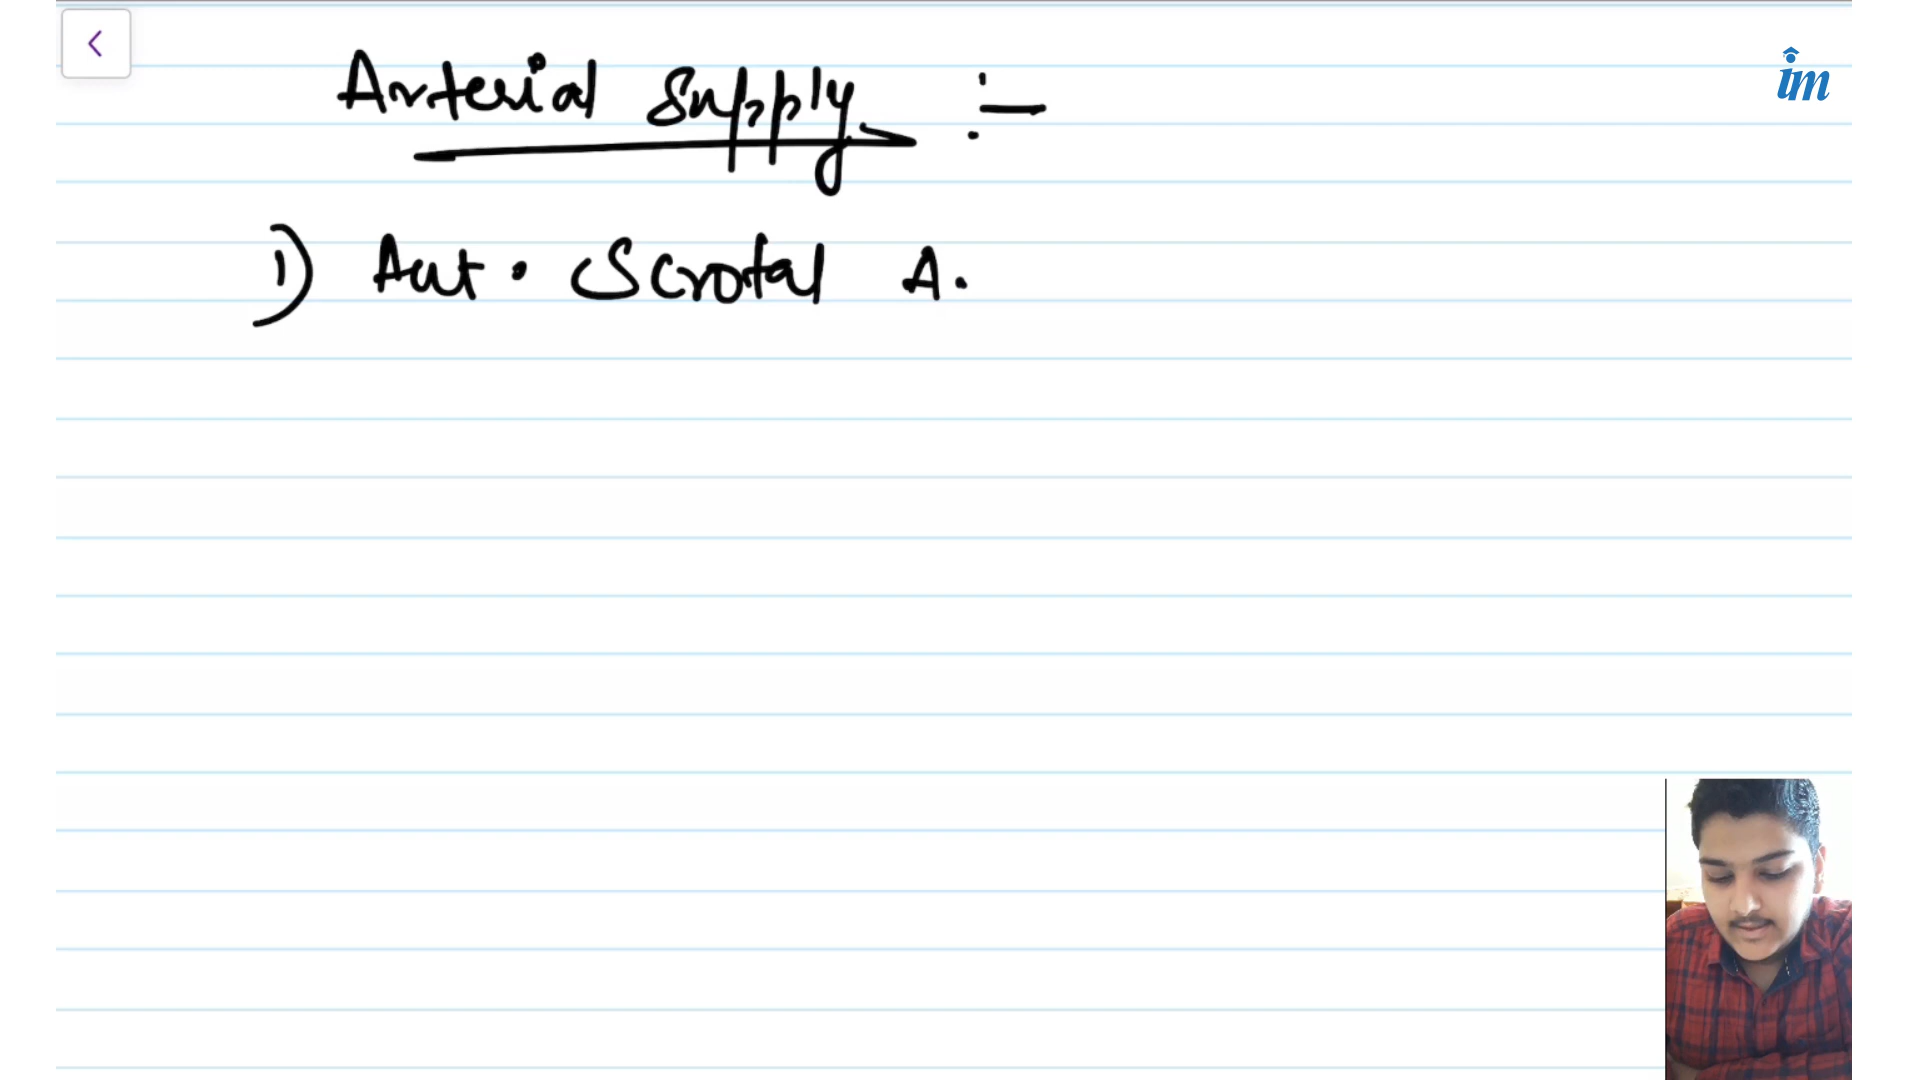 Arterial Supply :-
im
1) Ant. Scrotal A.